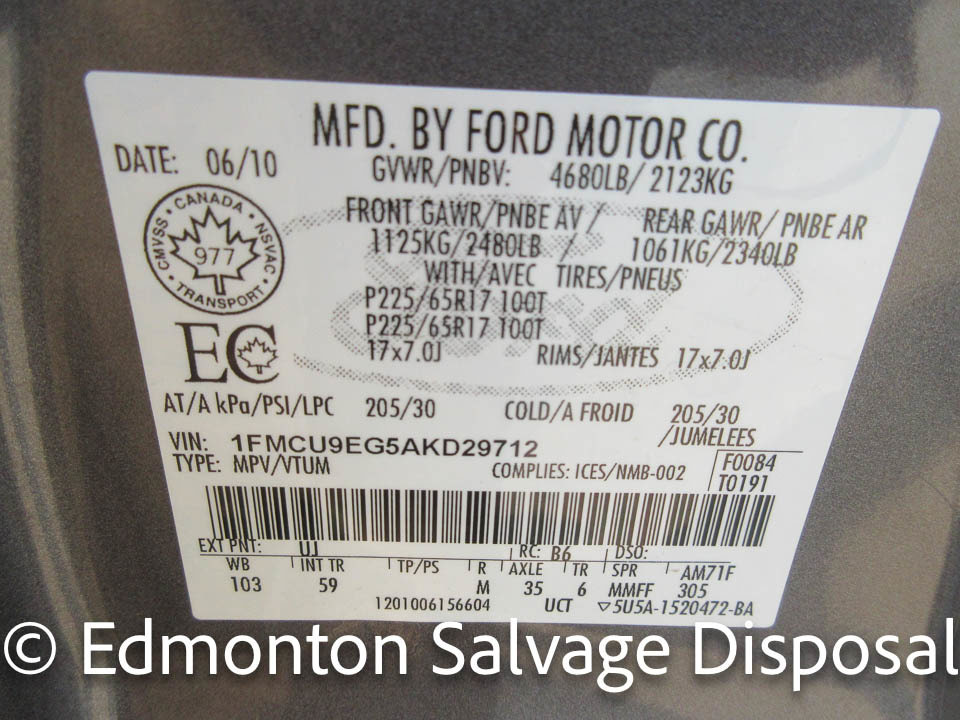 MFD. BY FORD MOTOR CO.
DATE: 06/10
GVWR/PNBV: 4680LB/ 2123KG
CANADA
CMVSS
NSVAC
977
TRANSPORT
FRONT GAWR/PNBE AV / REAR GAWR/ PNBE AR
1125KG/2480LB / 1061KG/2340LB
WITH/AVEC TIRES/PNEUS
P225/65R17 100T
P225/65R17 100T
17x7.0J RIMS/JANTES 17x7.0J
EC
AT/A kPa/PSI/LPC 205/30 COLD/A FROID 205/30
/JUMELEES
VIN: 1FMCU9EG5AKD29712
TYPE: MPV/VTUM COMPLIES: ICES/NMB-002
F0084
T0191
EXT PNT: UJ RC: B6 DSO:
WB INT TR TP/PS R AXLE TR SPR AM71F
103 59 M 35 6 MMFF 305
1201006156604 UCT ▽5U5A-1520472-BA
© Edmonton Salvage Disposal